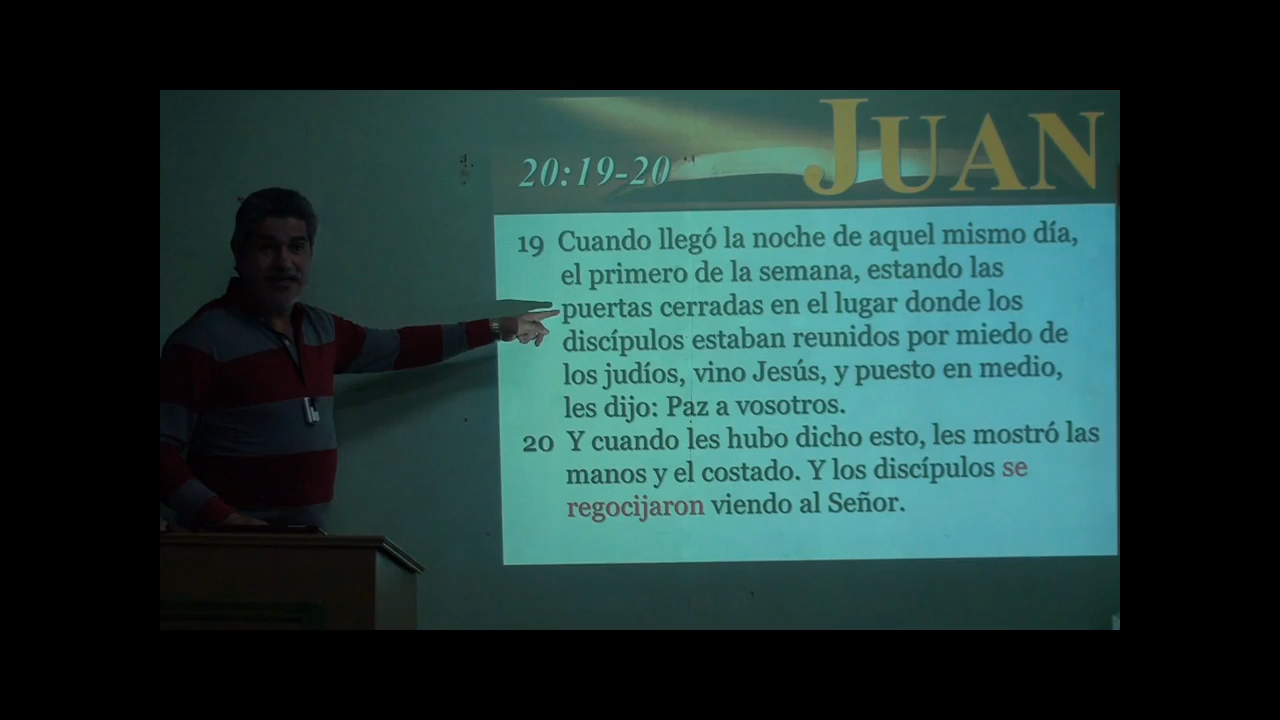 JUAN
20:19-20
19 Cuando llegó la noche de aquel mismo día,
el primero de la semana, estando las
puertas cerradas en el lugar donde los
discípulos estaban reunidos por miedo de
los judíos, vino Jesús, y puesto en medio,
les dijo: Paz a vosotros.
20 Y cuando les hubo dicho esto, les mostró las
manos y el costado. Y los discípulos se
regocijaron viendo al Señor.